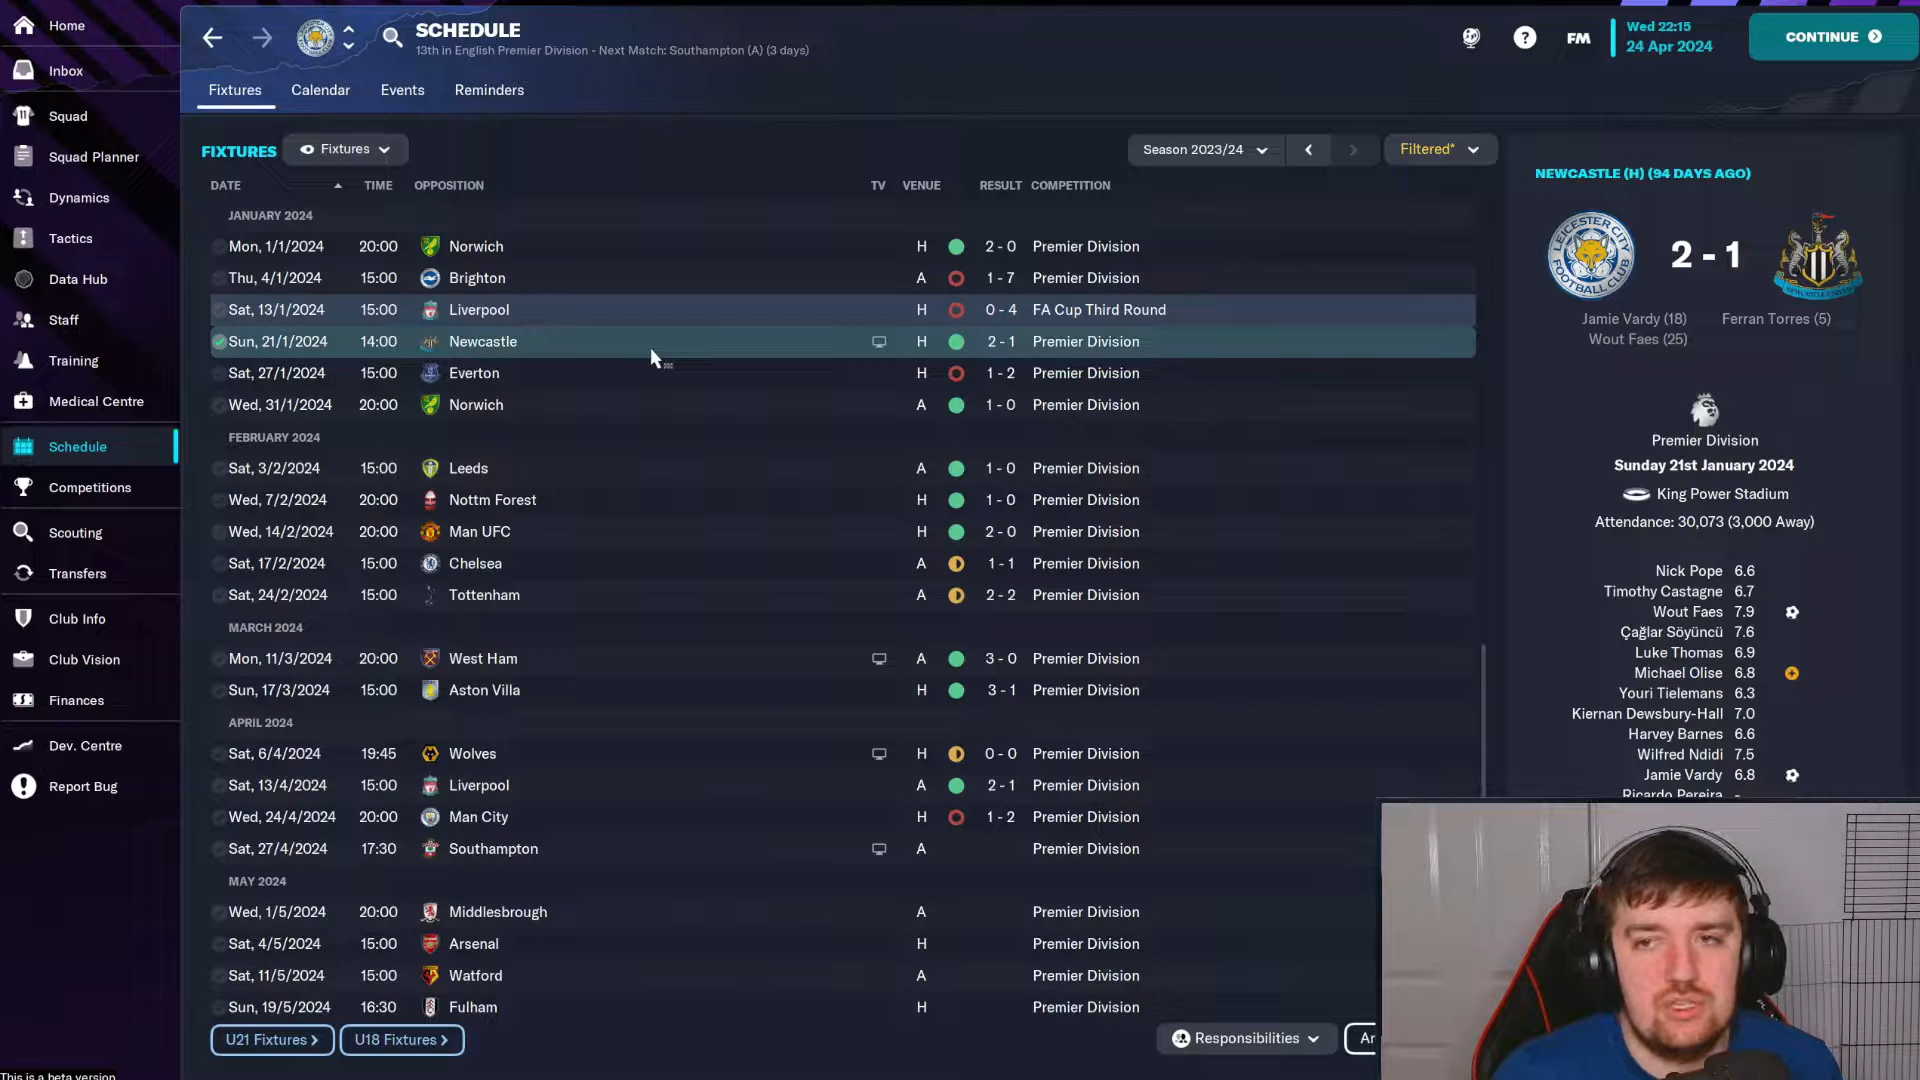 Home
Inbox
Squad
Squad Planner
Dynamics
Tactics
Data Hub
Staff
Training
Medical Centre
Schedule
Competitions
Scouting
Transfers
Club Info
Club Vision
Finances
Dev. Centre
Report Bug
This is a beta version
SCHEDULE
13th in English Premier Division - Next Match: Southampton (A) (3 days)
FM
Wed 22:15
24 Apr 2024
CONTINUE
Fixtures Calendar Events Reminders
FIXTURES Fixtures Season 2023/24 Filtered*
DATE TIME OPPOSITION TV VENUE RESULT COMPETITION
JANUARY 2024
Mon, 1/1/2024 20:00 Norwich H 2 - 0 Premier Division
Thu, 4/1/2024 15:00 Brighton A 1 - 7 Premier Division
Sat, 13/1/2024 15:00 Liverpool H 0 - 4 FA Cup Third Round
Sun, 21/1/2024 14:00 Newcastle H 2 - 1 Premier Division
Sat, 27/1/2024 15:00 Everton H 1 - 2 Premier Division
Wed, 31/1/2024 20:00 Norwich A 1 - 0 Premier Division
FEBRUARY 2024
Sat, 3/2/2024 15:00 Leeds A 1 - 0 Premier Division
Wed, 7/2/2024 20:00 Nottm Forest H 1 - 0 Premier Division
Wed, 14/2/2024 20:00 Man UFC H 2 - 0 Premier Division
Sat, 17/2/2024 15:00 Chelsea A 1 - 1 Premier Division
Sat, 24/2/2024 15:00 Tottenham A 2 - 2 Premier Division
MARCH 2024
Mon, 11/3/2024 20:00 West Ham A 3 - 0 Premier Division
Sun, 17/3/2024 15:00 Aston Villa H 3 - 1 Premier Division
APRIL 2024
Sat, 6/4/2024 19:45 Wolves H 0 - 0 Premier Division
Sat, 13/4/2024 15:00 Liverpool A 2 - 1 Premier Division
Wed, 24/4/2024 20:00 Man City H 1 - 2 Premier Division
Sat, 27/4/2024 17:30 Southampton A Premier Division
MAY 2024
Wed, 1/5/2024 20:00 Middlesbrough A Premier Division
Sat, 4/5/2024 15:00 Arsenal H Premier Division
Sat, 11/5/2024 15:00 Watford A Premier Division
Sun, 19/5/2024 16:30 Fulham H Premier Division
U21 Fixtures U18 Fixtures Responsibilities
NEWCASTLE (H) (94 DAYS AGO)
LEICESTER CITY
FOOTBALL CLUB
2 - 1
Jamie Vardy (18) Ferran Torres (5)
Wout Faes (25)
Premier Division
Sunday 21st January 2024
King Power Stadium
Attendance: 30,073 (3,000 Away)
Nick Pope 6.6
Timothy Castagne 6.7
Wout Faes 7.9
Çağlar Söyüncü 7.6
Luke Thomas 6.9
Michael Olise 6.8
Youri Tielemans 6.3
Kiernan Dewsbury-Hall 7.0
Harvey Barnes 6.6
Wilfred Ndidi 7.5
Jamie Vardy 6.8
Ricardo Pereira -